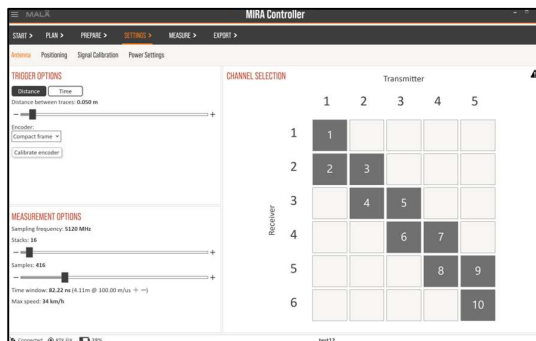 MALÅ
MIRA Controller
START > PLAN > PREPARE > SETTINGS > MEASURE > EXPORT >
Antenna Positioning Signal Calibration Power Settings
TRIGGER OPTIONS
Distance Time
Distance between traces: 0.050 m
− +
Encoder:
Compact frame
Calibrate encoder
MEASUREMENT OPTIONS
Sampling frequency: 5120 MHz
Stacks: 16
− +
Samples: 416
− +
Time window: 82.22 ns (4.11m @ 100.00 m/us + −)
Max speed: 34 km/h
CHANNEL SELECTION
Transmitter
1 2 3 4 5
Receiver
1 1
2 2 3
3 4 5
4 6 7
5 8 9
6 10
Connected RTK FIX 38%
test12